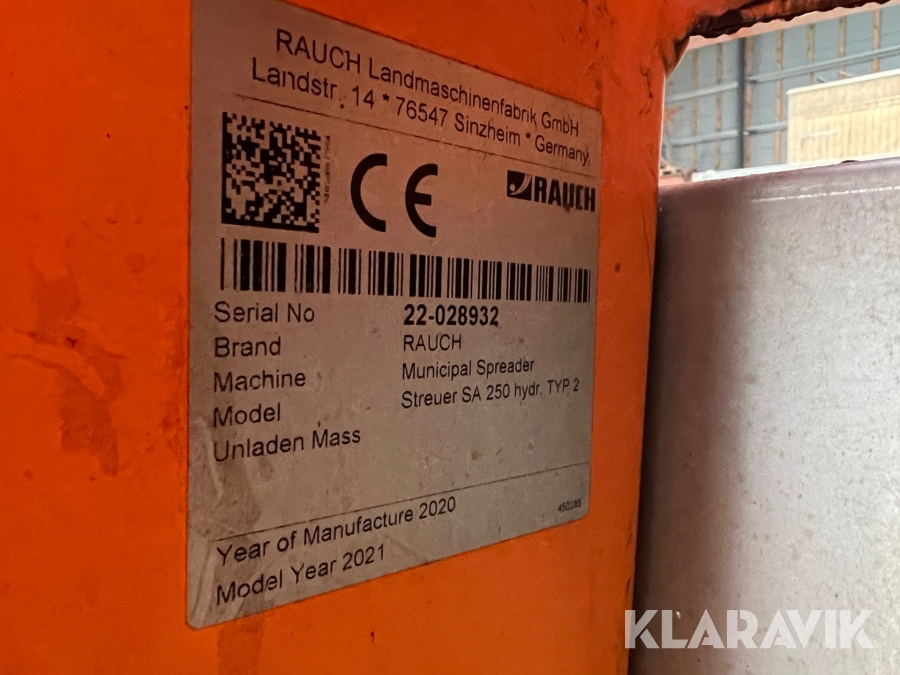 RAUCH Landmaschinenfabrik GmbH
Landstr. 14 * 76547 Sinzheim * Germany
CE
RAUCH
Serial No 22-028932
Brand RAUCH
Machine Municipal Spreader
Model Streuer SA 250 hydr. TYP 2
Unladen Mass
Year of Manufacture 2020
Model Year 2021
KLARAVIK